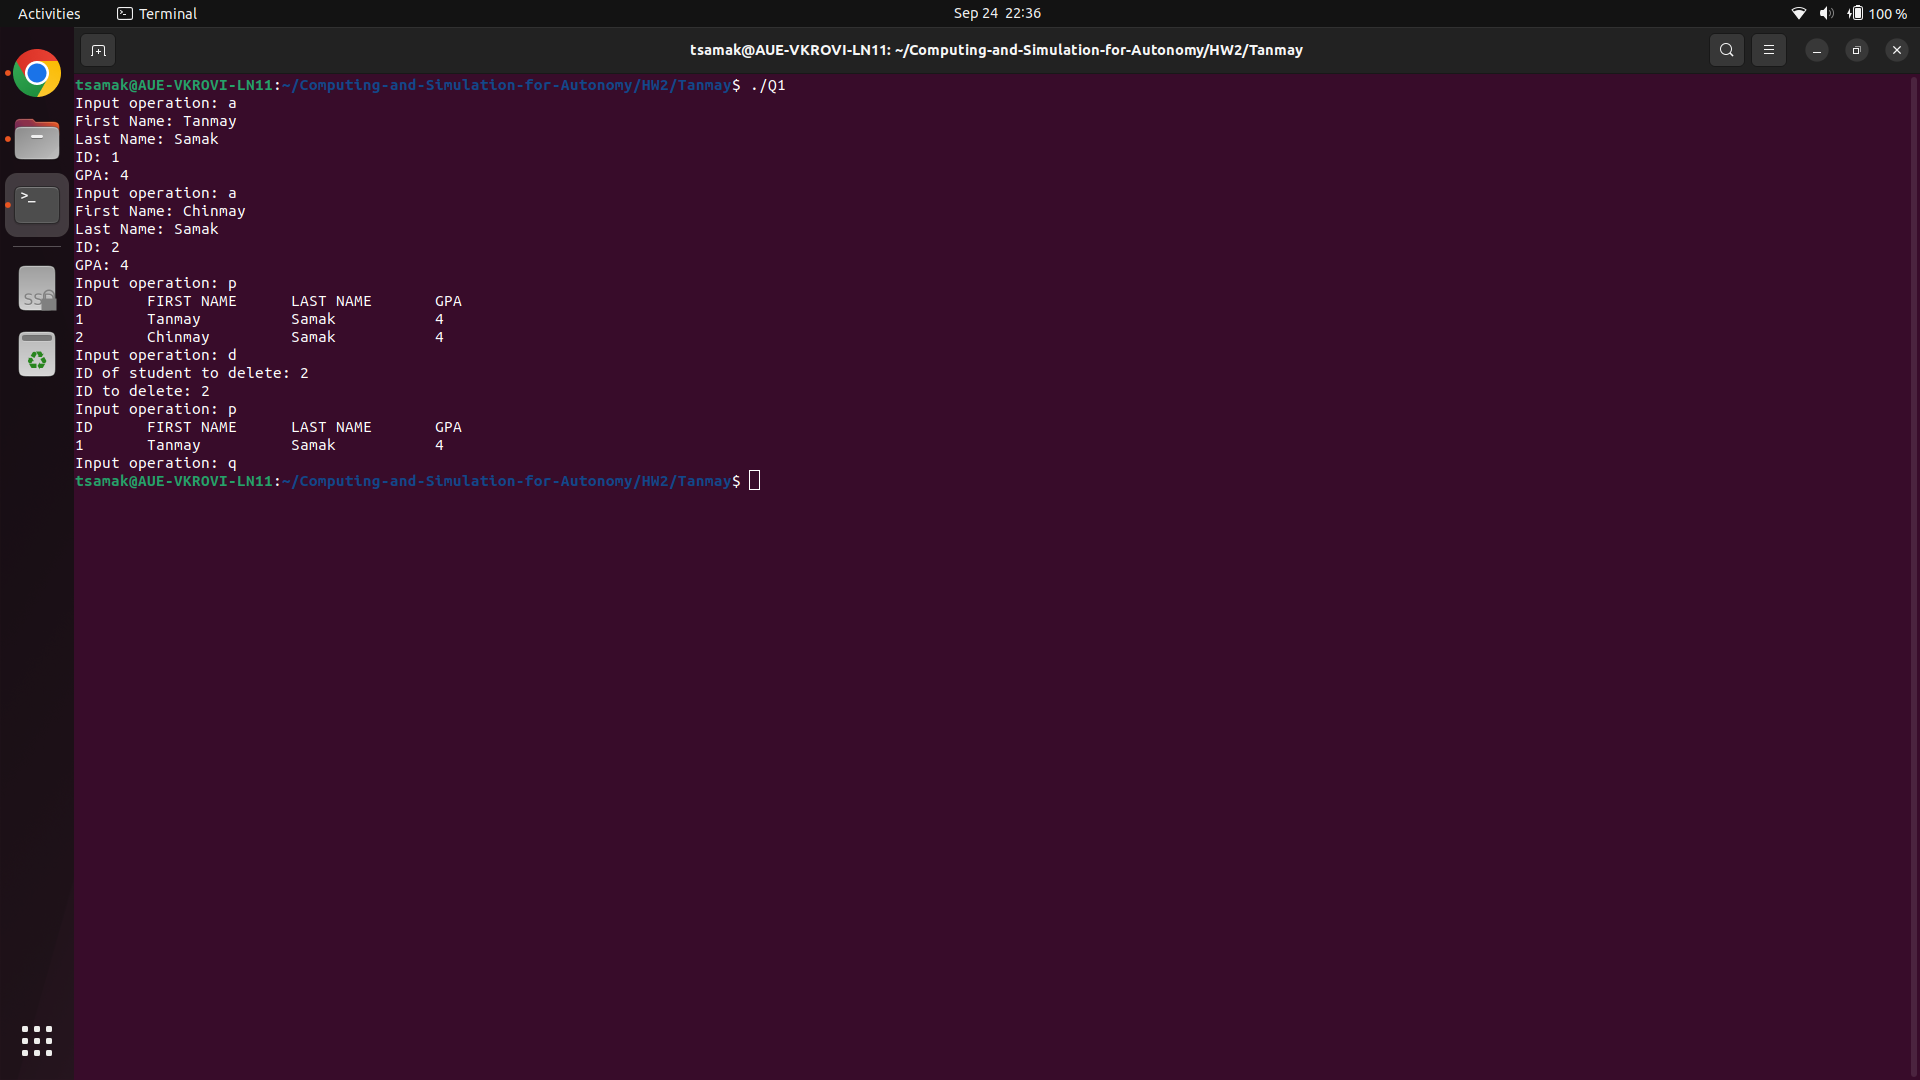 Activities Terminal Sep 24 22:36 100 %
tsamak@AUE-VKROVI-LN11: ~/Computing-and-Simulation-for-Autonomy/HW2/Tanmay
tsamak@AUE-VKROVI-LN11:~/Computing-and-Simulation-for-Autonomy/HW2/Tanmay$ ./Q1
Input operation: a
First Name: Tanmay
Last Name: Samak
ID: 1
GPA: 4
Input operation: a
First Name: Chinmay
Last Name: Samak
ID: 2
GPA: 4
Input operation: p
ID FIRST NAME LAST NAME GPA
1 Tanmay Samak 4
2 Chinmay Samak 4
Input operation: d
ID of student to delete: 2
ID to delete: 2
Input operation: p
ID FIRST NAME LAST NAME GPA
1 Tanmay Samak 4
Input operation: q
tsamak@AUE-VKROVI-LN11:~/Computing-and-Simulation-for-Autonomy/HW2/Tanmay$
>_
SSD